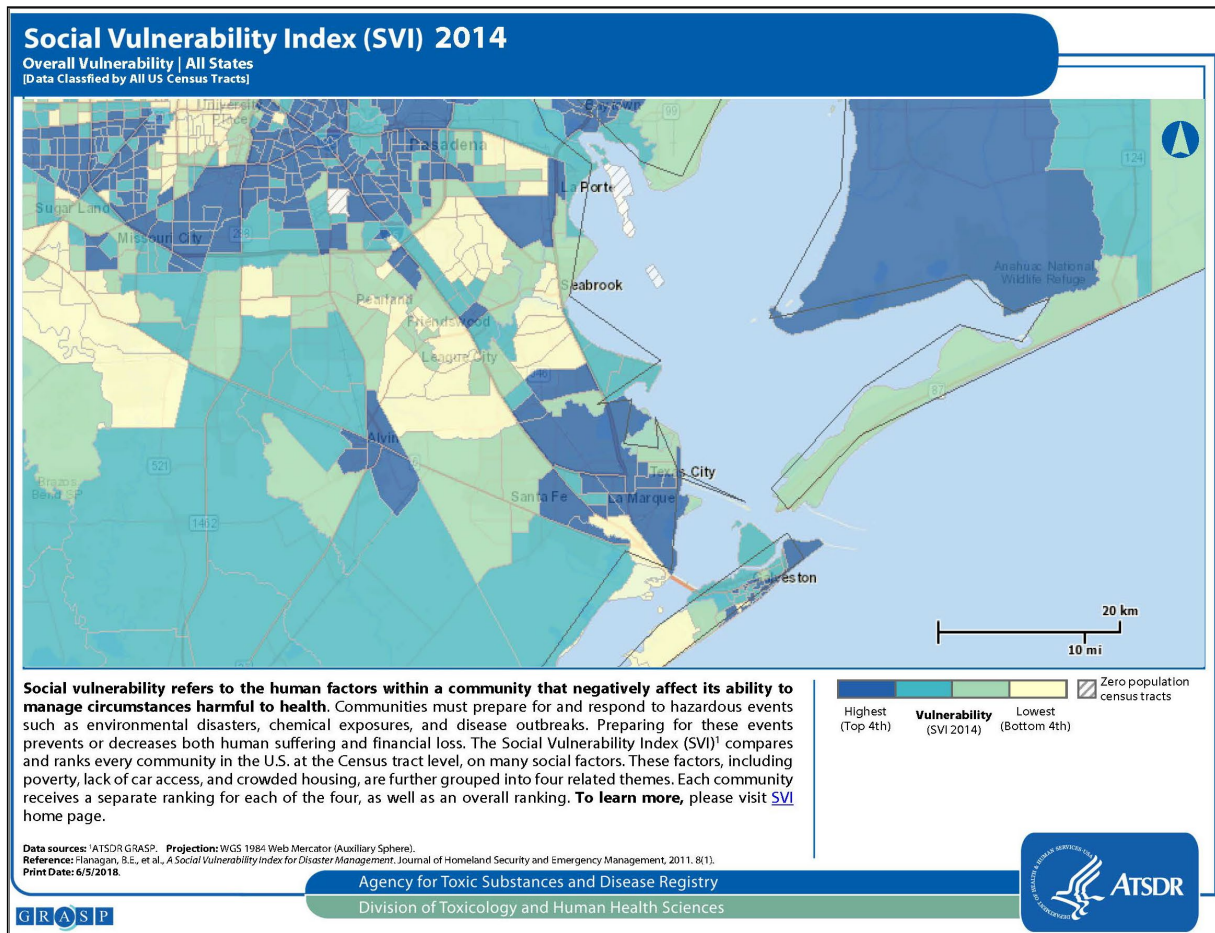 Social Vulnerability Index (SVI) 2014
Overall Vulnerability | All States
[Data Classfied by All US Census Tracts]
University
Place
Baytown
99
Pasadena
La Porte
124
Sugar Land
Missouri City
288
Anahuac National
Wildlife Refuge
Seabrook
Pearland
Friendswood
League City
87
Alvin
521
Texas City
Brazos
Bend SP
Santa Fe
La Marque
1462
Galveston
20 km
10 mi
Social vulnerability refers to the human factors within a community that negatively affect its ability to
manage circumstances harmful to health. Communities must prepare for and respond to hazardous events
such as environmental disasters, chemical exposures, and disease outbreaks. Preparing for these events
prevents or decreases both human suffering and financial loss. The Social Vulnerability Index (SVI)¹ compares
and ranks every community in the U.S. at the Census tract level, on many social factors. These factors, including
poverty, lack of car access, and crowded housing, are further grouped into four related themes. Each community
receives a separate ranking for each of the four, as well as an overall ranking. To learn more, please visit SVI
home page.
Highest
(Top 4th)
Vulnerability
(SVI 2014)
Lowest
(Bottom 4th)
Zero population
census tracts
Data sources: ¹ATSDR GRASP. Projection: WGS 1984 Web Mercator (Auxiliary Sphere).
Reference: Flanagan, B.E., et al., A Social Vulnerability Index for Disaster Management. Journal of Homeland Security and Emergency Management, 2011. 8(1).
Print Date: 6/5/2018.
Agency for Toxic Substances and Disease Registry
Division of Toxicology and Human Health Sciences
GRASP
DEPARTMENT OF HEALTH & HUMAN SERVICES • USA
ATSDR